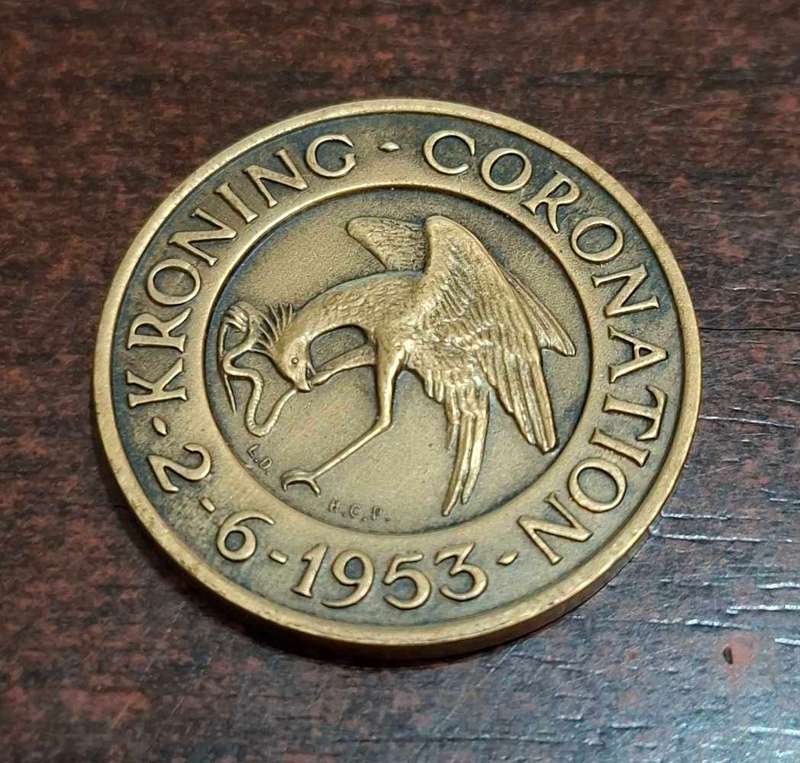 2-6-1953-
KRONING · CORONATION
L.D.
H.C.P.